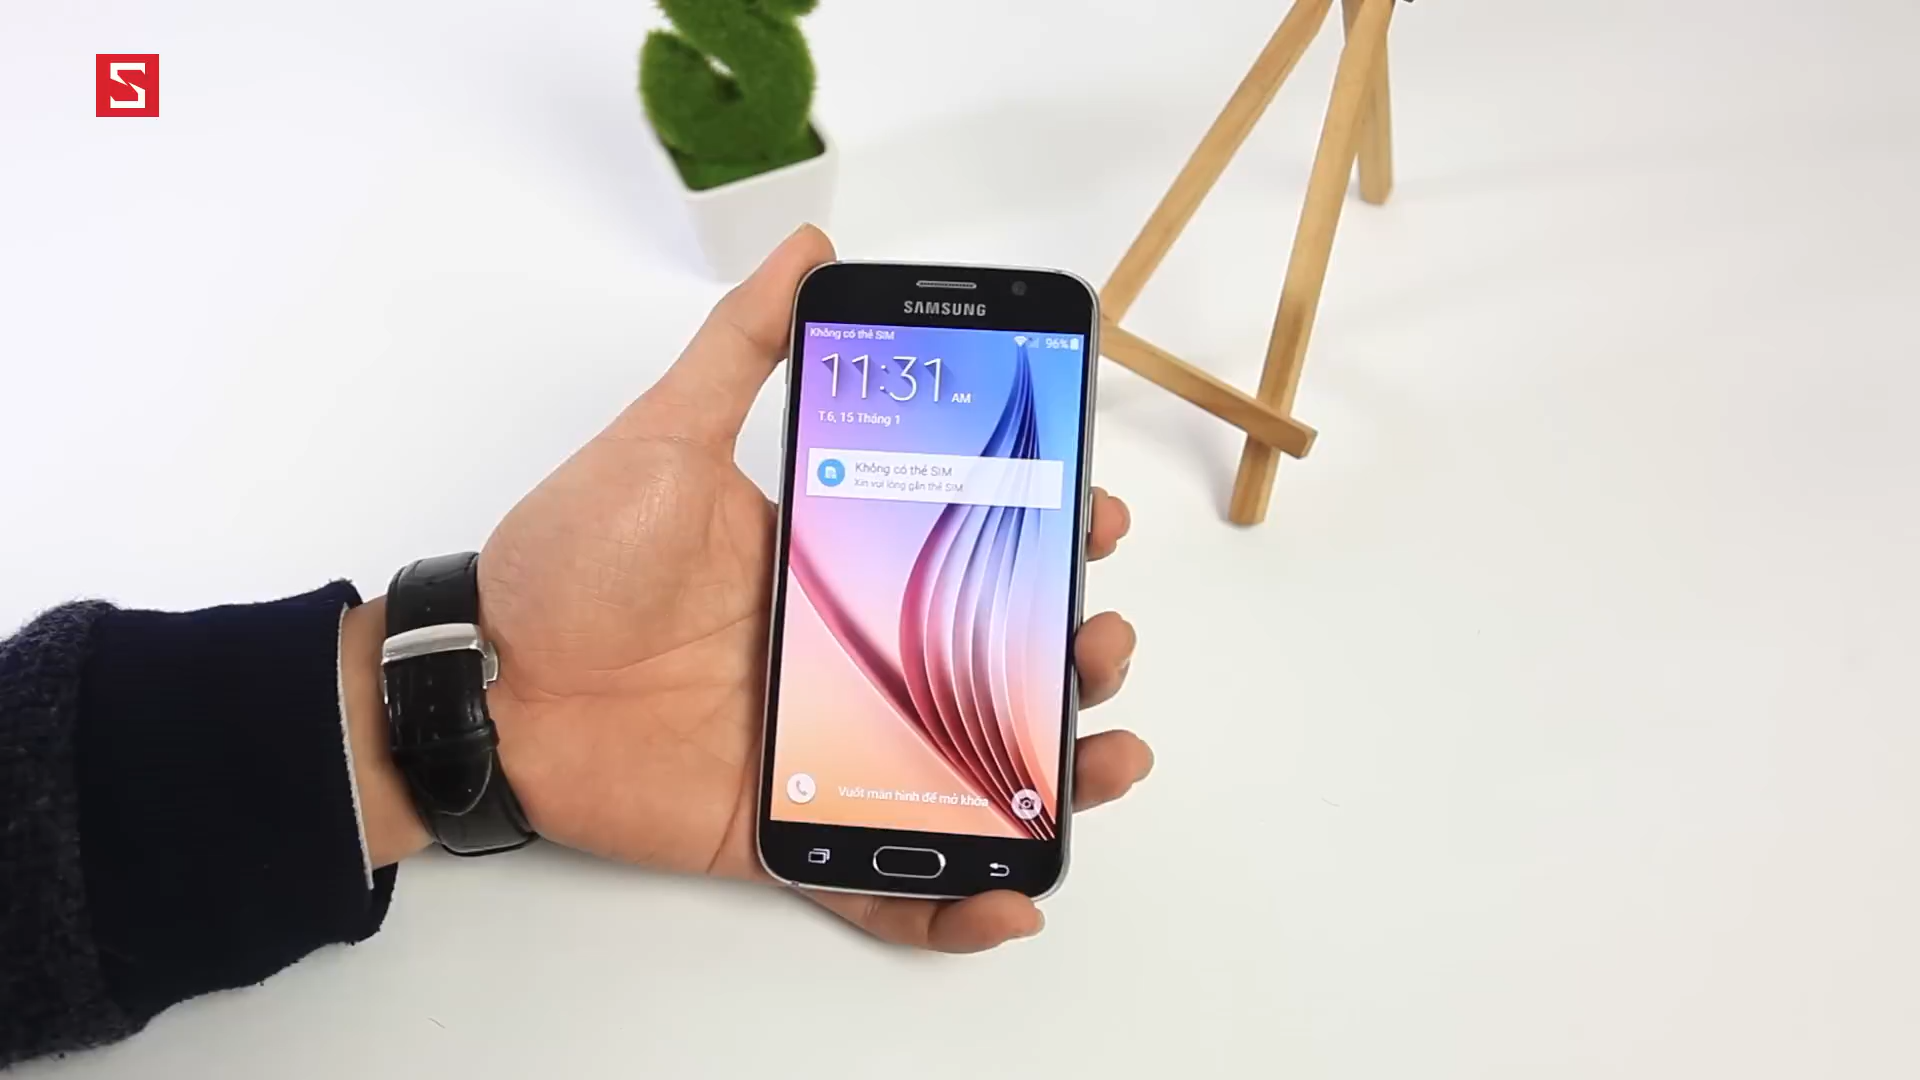 S
SAMSUNG
Không có thẻ SIM
96%
11:31 AM
T.6, 15 Tháng 1
Không có thẻ SIM
Xin vui lòng gắn thẻ SIM.
Vuốt màn hình để mở khóa